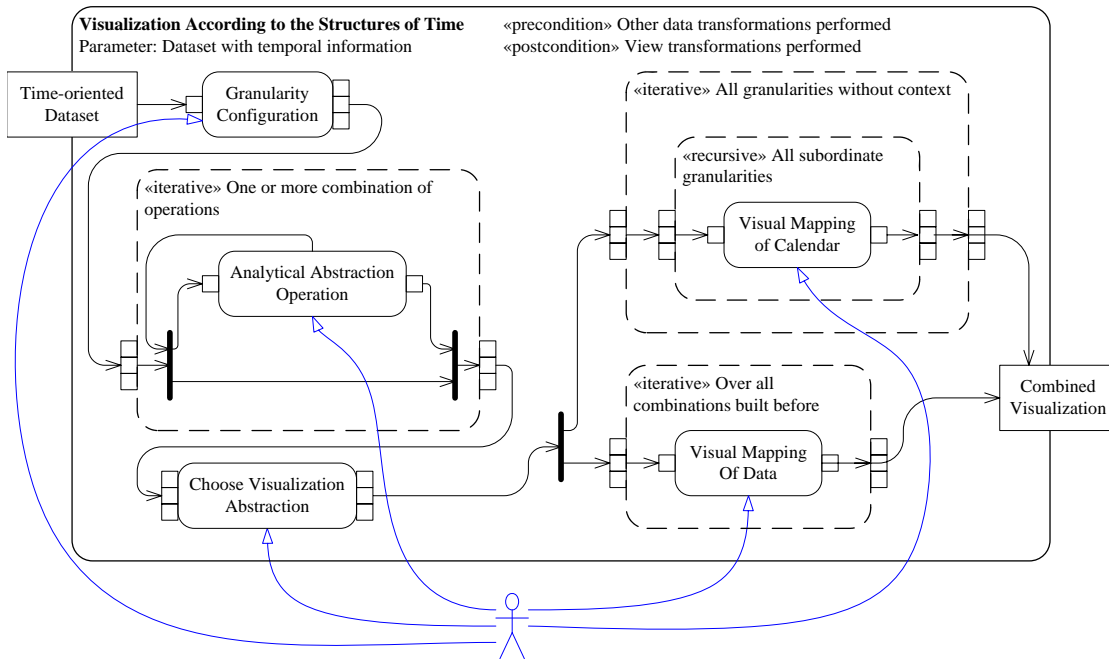 Visualization According to the Structures of Time
Parameter: Dataset with temporal information
«precondition» Other data transformations performed
«postcondition» View transformations performed
Time-oriented
Dataset
Granularity
Configuration
«iterative» One or more combination of
operations
Analytical Abstraction
Operation
Choose Visualization
Abstraction
«iterative» All granularities without context
«recursive» All subordinate
granularities
Visual Mapping
of Calendar
«iterative» Over all
combinations built before
Visual Mapping
Of Data
Combined
Visualization